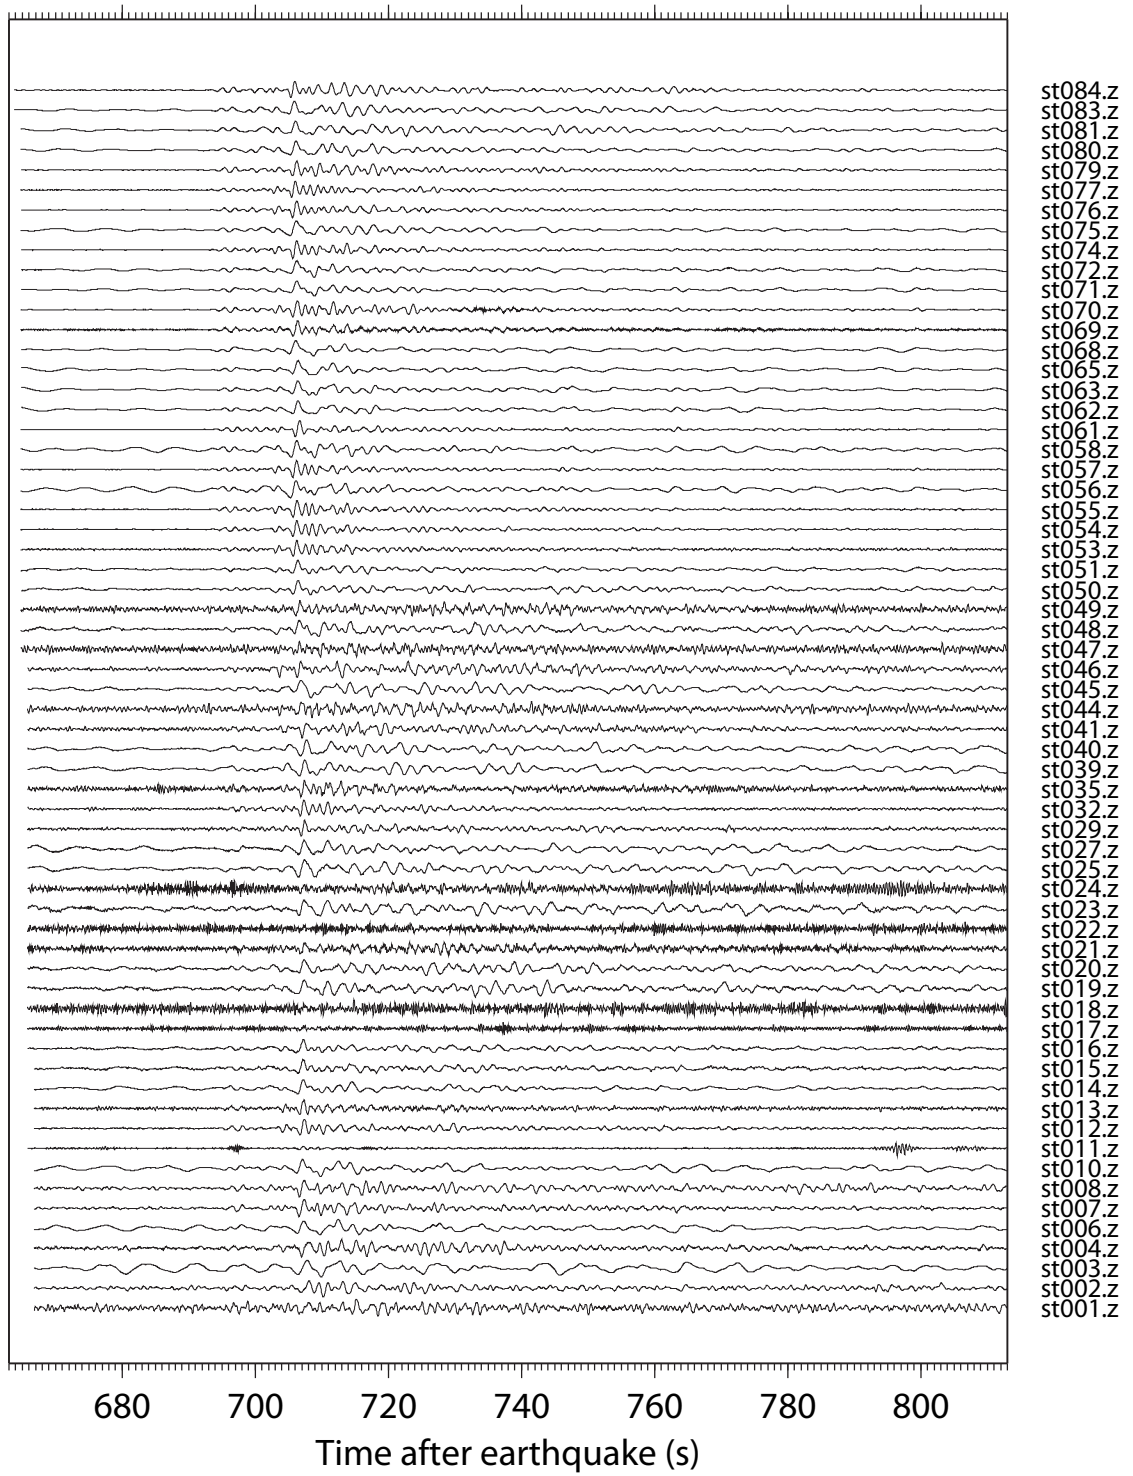 st084.z
st083.z
st081.z
st080.z
st079.z
st077.z
st076.z
st075.z
st074.z
st072.z
st071.z
st070.z
st069.z
st068.z
st065.z
st063.z
st062.z
st061.z
st058.z
st057.z
st056.z
st055.z
st054.z
st053.z
st051.z
st050.z
st049.z
st048.z
st047.z
st046.z
st045.z
st044.z
st041.z
st040.z
st039.z
st035.z
st032.z
st029.z
st027.z
st025.z
st024.z
st023.z
st022.z
st021.z
st020.z
st019.z
st018.z
st017.z
st016.z
st015.z
st014.z
st013.z
st012.z
st011.z
st010.z
st008.z
st007.z
st006.z
st004.z
st003.z
st002.z
st001.z
680 700 720 740 760 780 800
Time after earthquake (s)